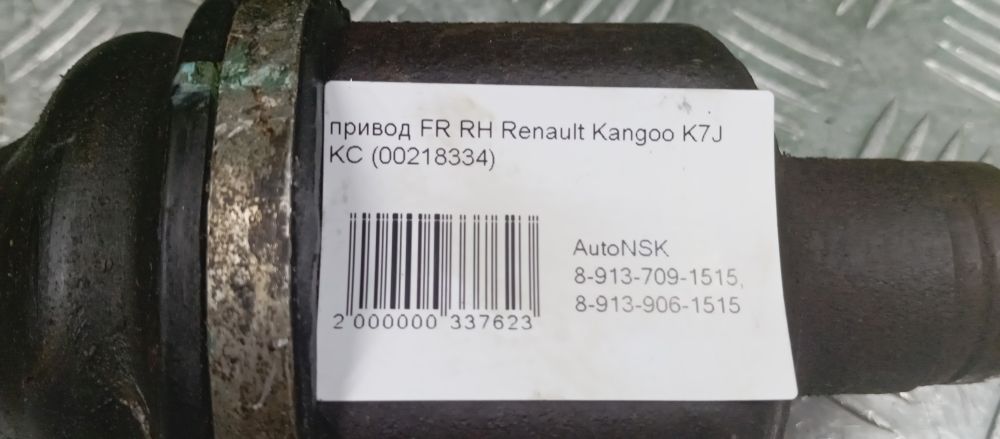 привод FR RH Renault Kangoo K7J
KC (00218334)
AutoNSK
8-913-709-1515,
8-913-906-1515
2 000000 337623